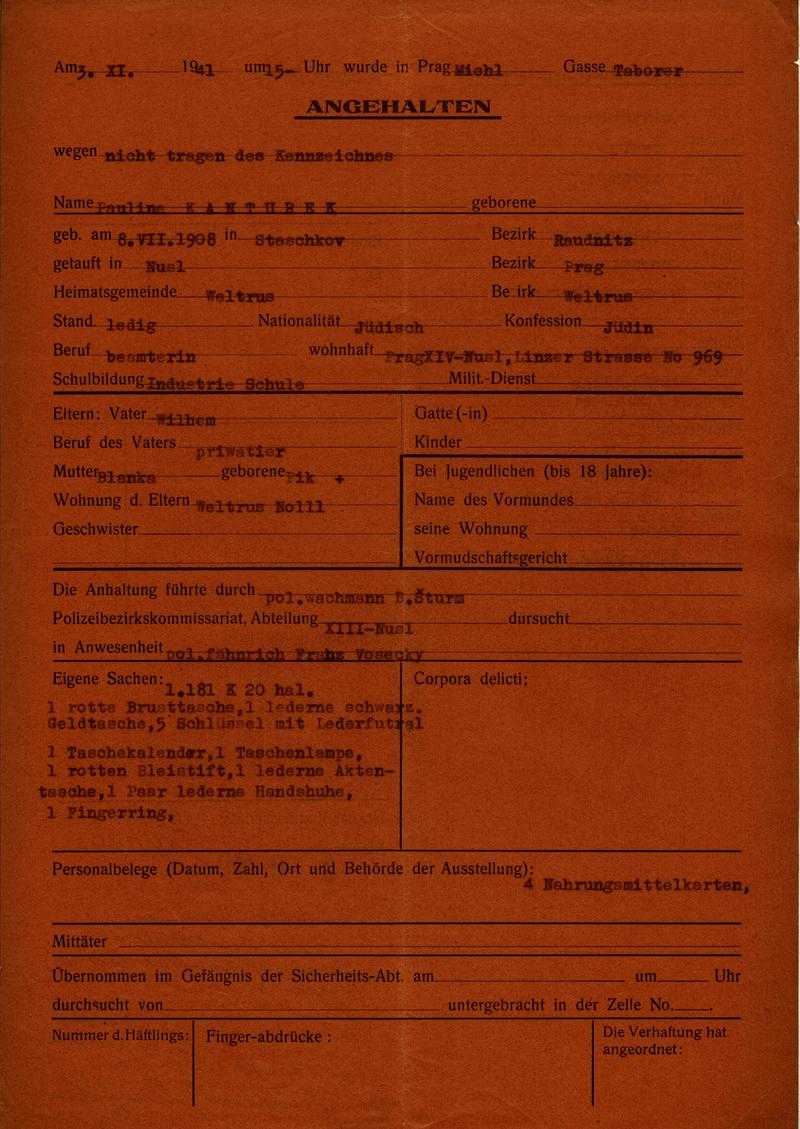 Am 3. XI. 1941 um 15- Uhr wurde in Prag Michl Gasse Taborer
ANGEHALTEN
wegen nicht tragen des Kennzeichnes
Name Pauline K A N T U R E K geborene
geb. am 8.VII.1908 in Staschkov Bezirk Raudnitz
getauft in Nusl Bezirk Prag
Heimatsgemeinde Weltrus Bezirk Weltrus
Stand ledig Nationalität Jüdisch Konfession Jüdin
Beruf beamterin wohnhaft PragXIV-Nusl,Linzer Strasse No 969
Schulbildung Industrie Schule Milit.-Dienst
Eltern: Vater Wilhem
Beruf des Vaters priwatier
Mutter Blanka geborene Pik +
Wohnung d. Eltern Weltrus No111
Geschwister
Gatte (-in)
Kinder
Bei Jugendlichen (bis 18 Jahre):
Name des Vormundes
seine Wohnung
Vormudschaftsgericht
Die Anhaltung führte durch pol.wachmann B.Šturm
Polizeibezirkskommissariat, Abteilung XIII-Nusl dursucht
in Anwesenheit pol.fähnrich Franz Vosecky
Eigene Sachen: 1.181 K 20 hal.
1 rotte Brusttasche,1 lederne schwarz.
Geldtasche,5 Schlüssel mit Lederfutral
1 Taschekalender,1 Taschenlampe,
1 rotten Bleistift,1 lederne Akten-
tasche,1 Paar lederne Handshuhe,
1 Fingerring,
Corpora delicti:
Personalbelege (Datum, Zahl, Ort und Behörde der Ausstellung):
4 Nahrungsmittelkarten,
Mittäter
Übernommen im Gefängnis der Sicherheits-Abt. am um Uhr
durchsucht von untergebracht in der Zelle No.
Nummer d. Häftlings:
Finger-abdrücke :
Die Verhaftung hat
angeordnet: